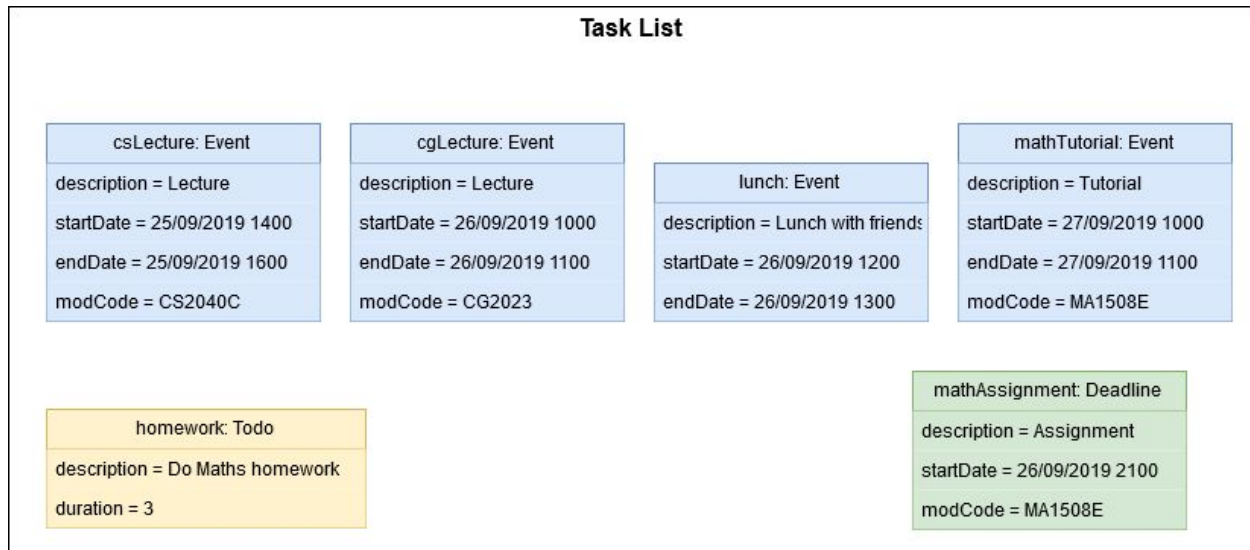 Task List
csLecture: Event
description = Lecture
startDate = 25/09/2019 1400
endDate = 25/09/2019 1600
modCode = CS2040C
cgLecture: Event
description = Lecture
startDate = 26/09/2019 1000
endDate = 26/09/2019 1100
modCode = CG2023
lunch: Event
description = Lunch with friends
startDate = 26/09/2019 1200
endDate = 26/09/2019 1300
mathTutorial: Event
description = Tutorial
startDate = 27/09/2019 1000
endDate = 27/09/2019 1100
modCode = MA1508E
homework: Todo
description = Do Maths homework
duration = 3
mathAssignment: Deadline
description = Assignment
startDate = 26/09/2019 2100
modCode = MA1508E